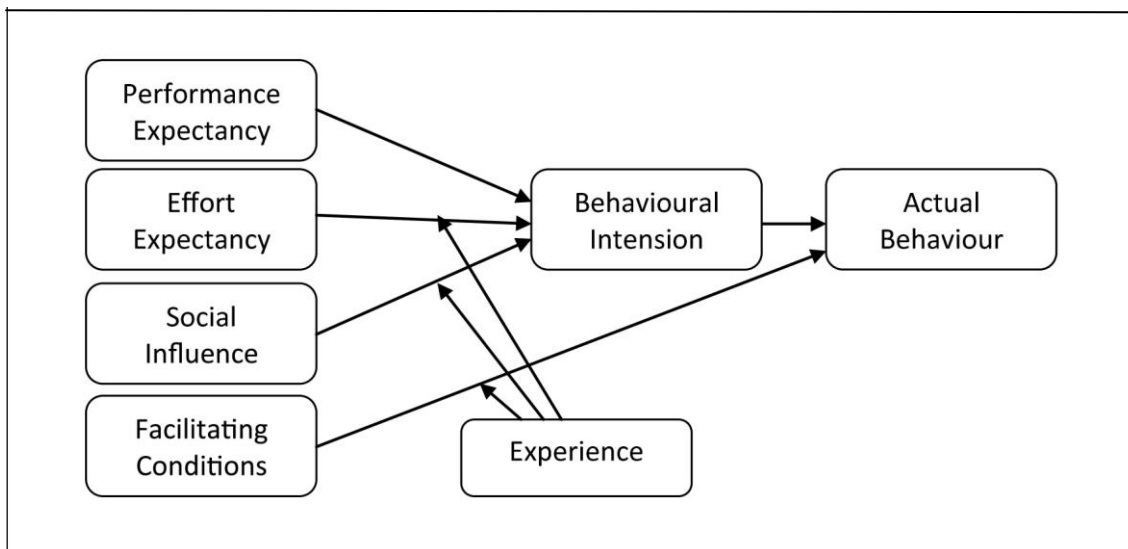 Performance
Expectancy
Effort
Expectancy
Social
Influence
Facilitating
Conditions
Behavioural
Intension
Actual
Behaviour
Experience